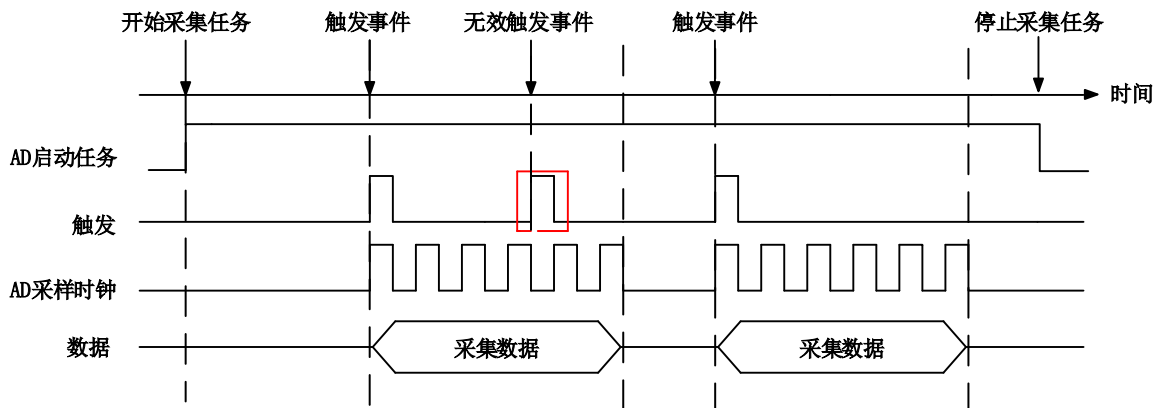 开始采集任务
触发事件
无效触发事件
触发事件
停止采集任务
时间
AD启动任务
触发
AD采样时钟
数据
采集数据
采集数据